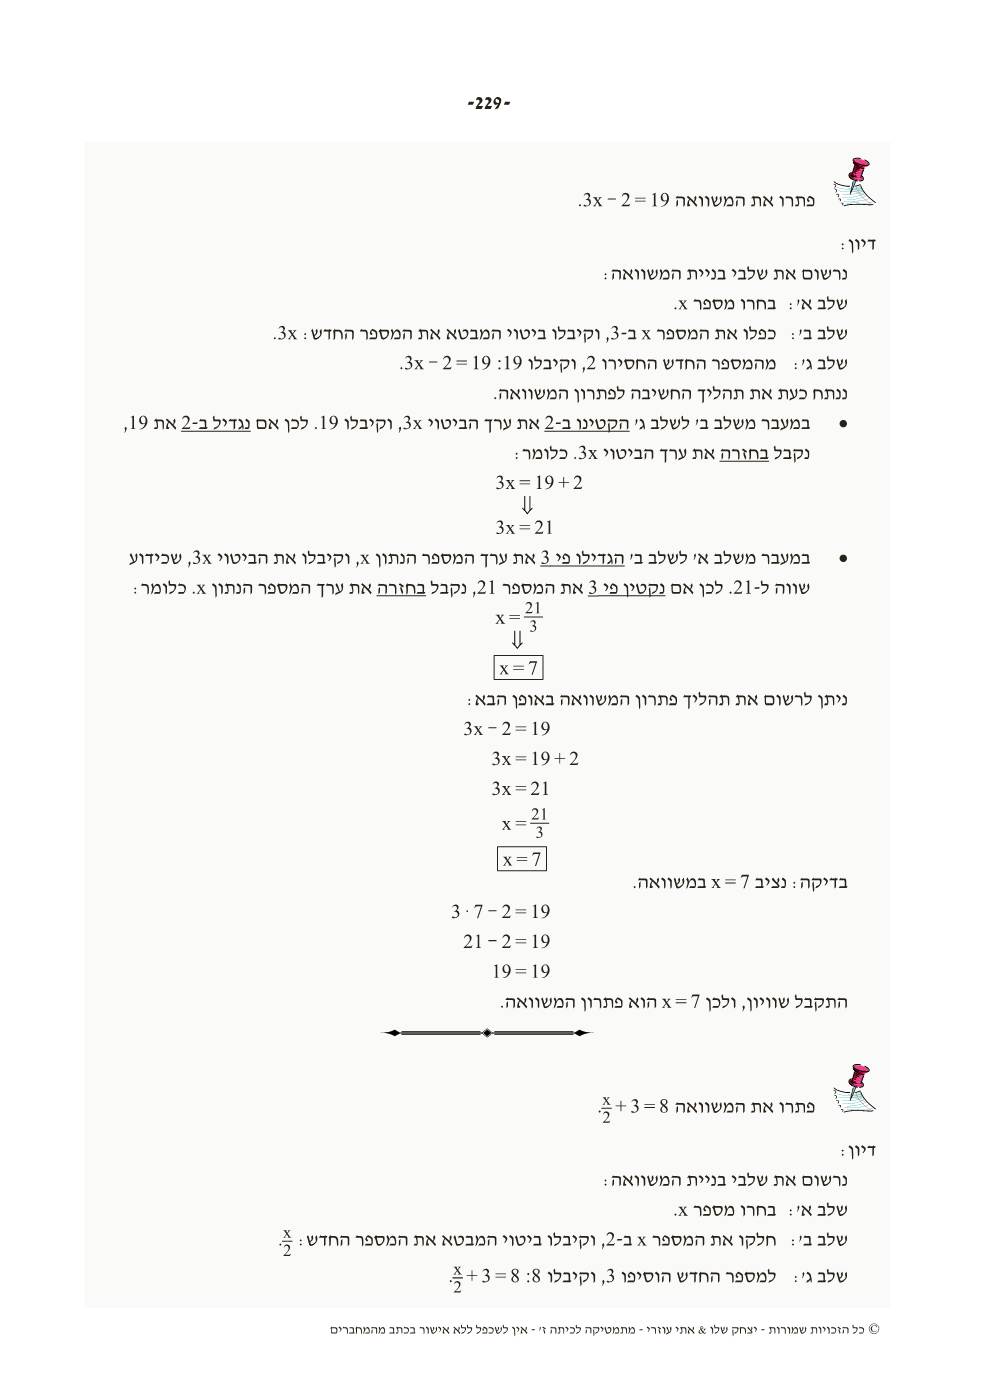 -229-
פתרו את המשוואה 3x − 2 = 19.
דיון:
נרשום את שלבי בניית המשוואה:
שלב א׳: בחרו מספר x.
שלב ב׳: כפלו את המספר x ב-3, וקיבלו ביטוי המבטא את המספר החדש: 3x.
שלב ג׳: מהמספר החדש החסירו 2, וקיבלו 19: 3x − 2 = 19.
ננתח כעת את תהליך החשיבה לפתרון המשוואה.
• במעבר משלב ב׳ לשלב ג׳ הקטינו ב-2 את ערך הביטוי 3x, וקיבלו 19. לכן אם נגדיל ב-2 את 19,
נקבל בחזרה את ערך הביטוי 3x. כלומר:
3x = 19 + 2
⇓
3x = 21
• במעבר משלב א׳ לשלב ב׳ הגדילו פי 3 את ערך המספר הנתון x, וקיבלו את הביטוי 3x, שכידוע
שווה ל-21. לכן אם נקטין פי 3 את המספר 21, נקבל בחזרה את ערך המספר הנתון x. כלומר:
x = 21/3
⇓
x = 7
ניתן לרשום את תהליך פתרון המשוואה באופן הבא:
3x − 2 = 19
3x = 19 + 2
3x = 21
x = 21/3
x = 7
בדיקה: נציב x = 7 במשוואה.
3 · 7 − 2 = 19
21 − 2 = 19
19 = 19
התקבל שוויון, ולכן x = 7 הוא פתרון המשוואה.
פתרו את המשוואה x/2 + 3 = 8.
דיון:
נרשום את שלבי בניית המשוואה:
שלב א׳: בחרו מספר x.
שלב ב׳: חלקו את המספר x ב-2, וקיבלו ביטוי המבטא את המספר החדש: x/2.
שלב ג׳: למספר החדש הוסיפו 3, וקיבלו 8: x/2 + 3 = 8.
© כל הזכויות שמורות - יצחק שלו & אתי עוזרי - מתמטיקה לכיתה ז׳ - אין לשכפל ללא אישור בכתב מהמחברים